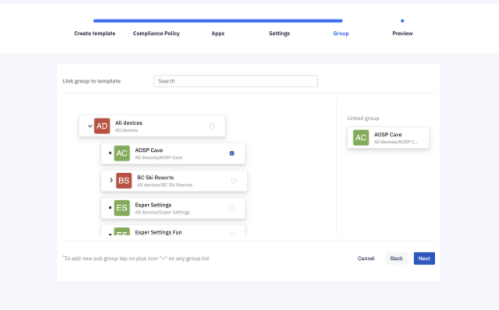 Create template
Compliance Policy
Apps
Settings
Group
Preview
Link group to template
Search
AD
All devices
All devices
AC
AOSP Cave
All devices/AOSP Cave
BS
BC Ski Resorts
All devices/BC Ski Resorts
ES
Esper Settings
All devices/Esper Settings
ES
Esper Settings Fun
Linked group
AC
AOSP Cave
All devices/AOSP C...
*To add new sub group tap on plus icon "+" on any group list
Cancel
Back
Next